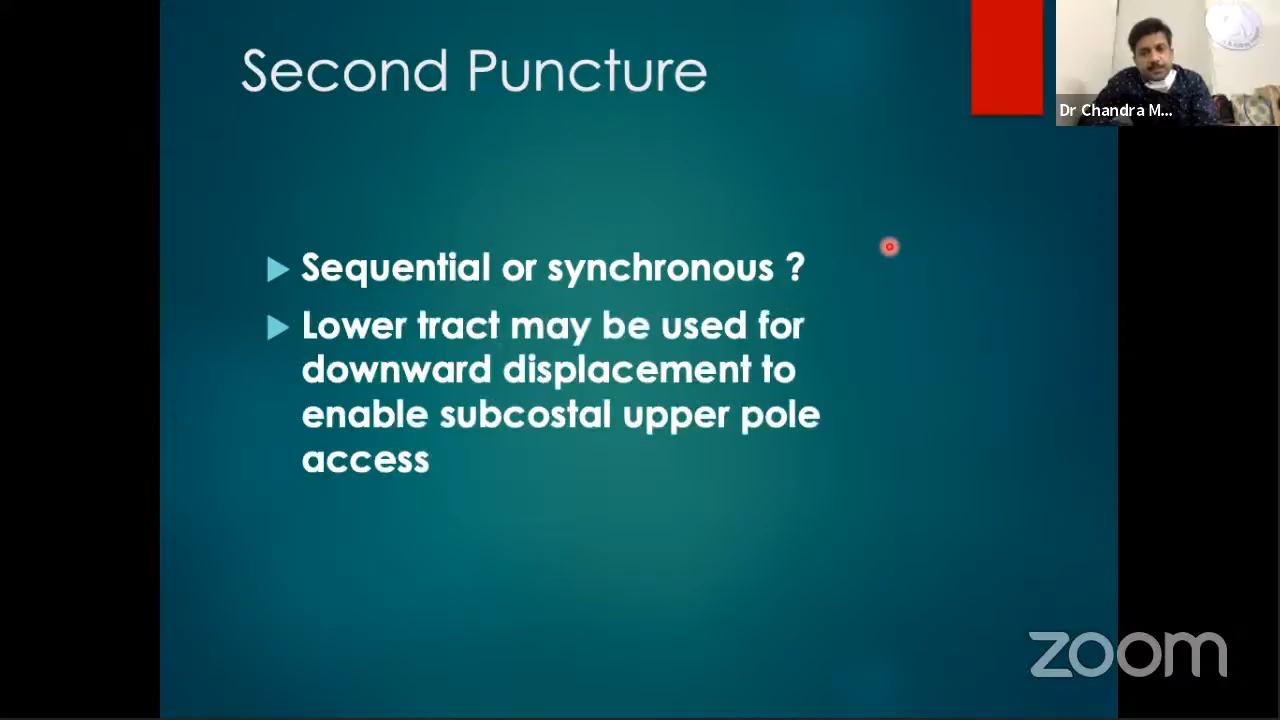 Second Puncture
Dr Chandra M...
Sequential or synchronous ?
Lower tract may be used for
downward displacement to
enable subcostal upper pole
access
zoom